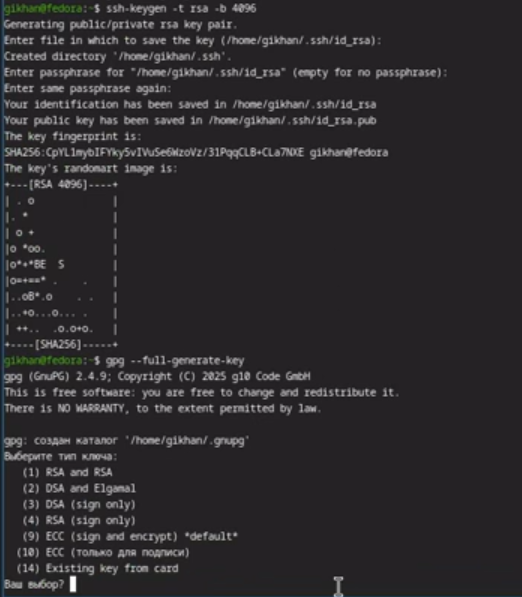 gikhan@fedora:~$ ssh-keygen -t rsa -b 4096
Generating public/private rsa key pair.
Enter file in which to save the key (/home/gikhan/.ssh/id_rsa):
Created directory '/home/gikhan/.ssh'.
Enter passphrase for "/home/gikhan/.ssh/id_rsa" (empty for no passphrase):
Enter same passphrase again:
Your identification has been saved in /home/gikhan/.ssh/id_rsa
Your public key has been saved in /home/gikhan/.ssh/id_rsa.pub
The key fingerprint is:
SHA256:CpYL1mybIFYky5vIVuSe6WzoVz/31PqqCLB+CLa7NXE gikhan@fedora
The key's randomart image is:
+---[RSA 4096]----+
| . o             |
|. *              |
| o +             |
|o *oo.           |
|o*+*BE  S        |
|o=+==* .    .    |
|..oB*.o    . .   |
|..+o...o... .    |
| ++..  .o.o+o.   |
+----[SHA256]-----+
gikhan@fedora:~$ gpg --full-generate-key
gpg (GnuPG) 2.4.9; Copyright (C) 2025 g10 Code GmbH
This is free software: you are free to change and redistribute it.
There is NO WARRANTY, to the extent permitted by law.
gpg: создан каталог '/home/gikhan/.gnupg'
Выберите тип ключа:
(1) RSA and RSA
(2) DSA and Elgamal
(3) DSA (sign only)
(4) RSA (sign only)
(9) ECC (sign and encrypt) *default*
(10) ECC (только для подписи)
(14) Existing key from card
Ваш выбор?